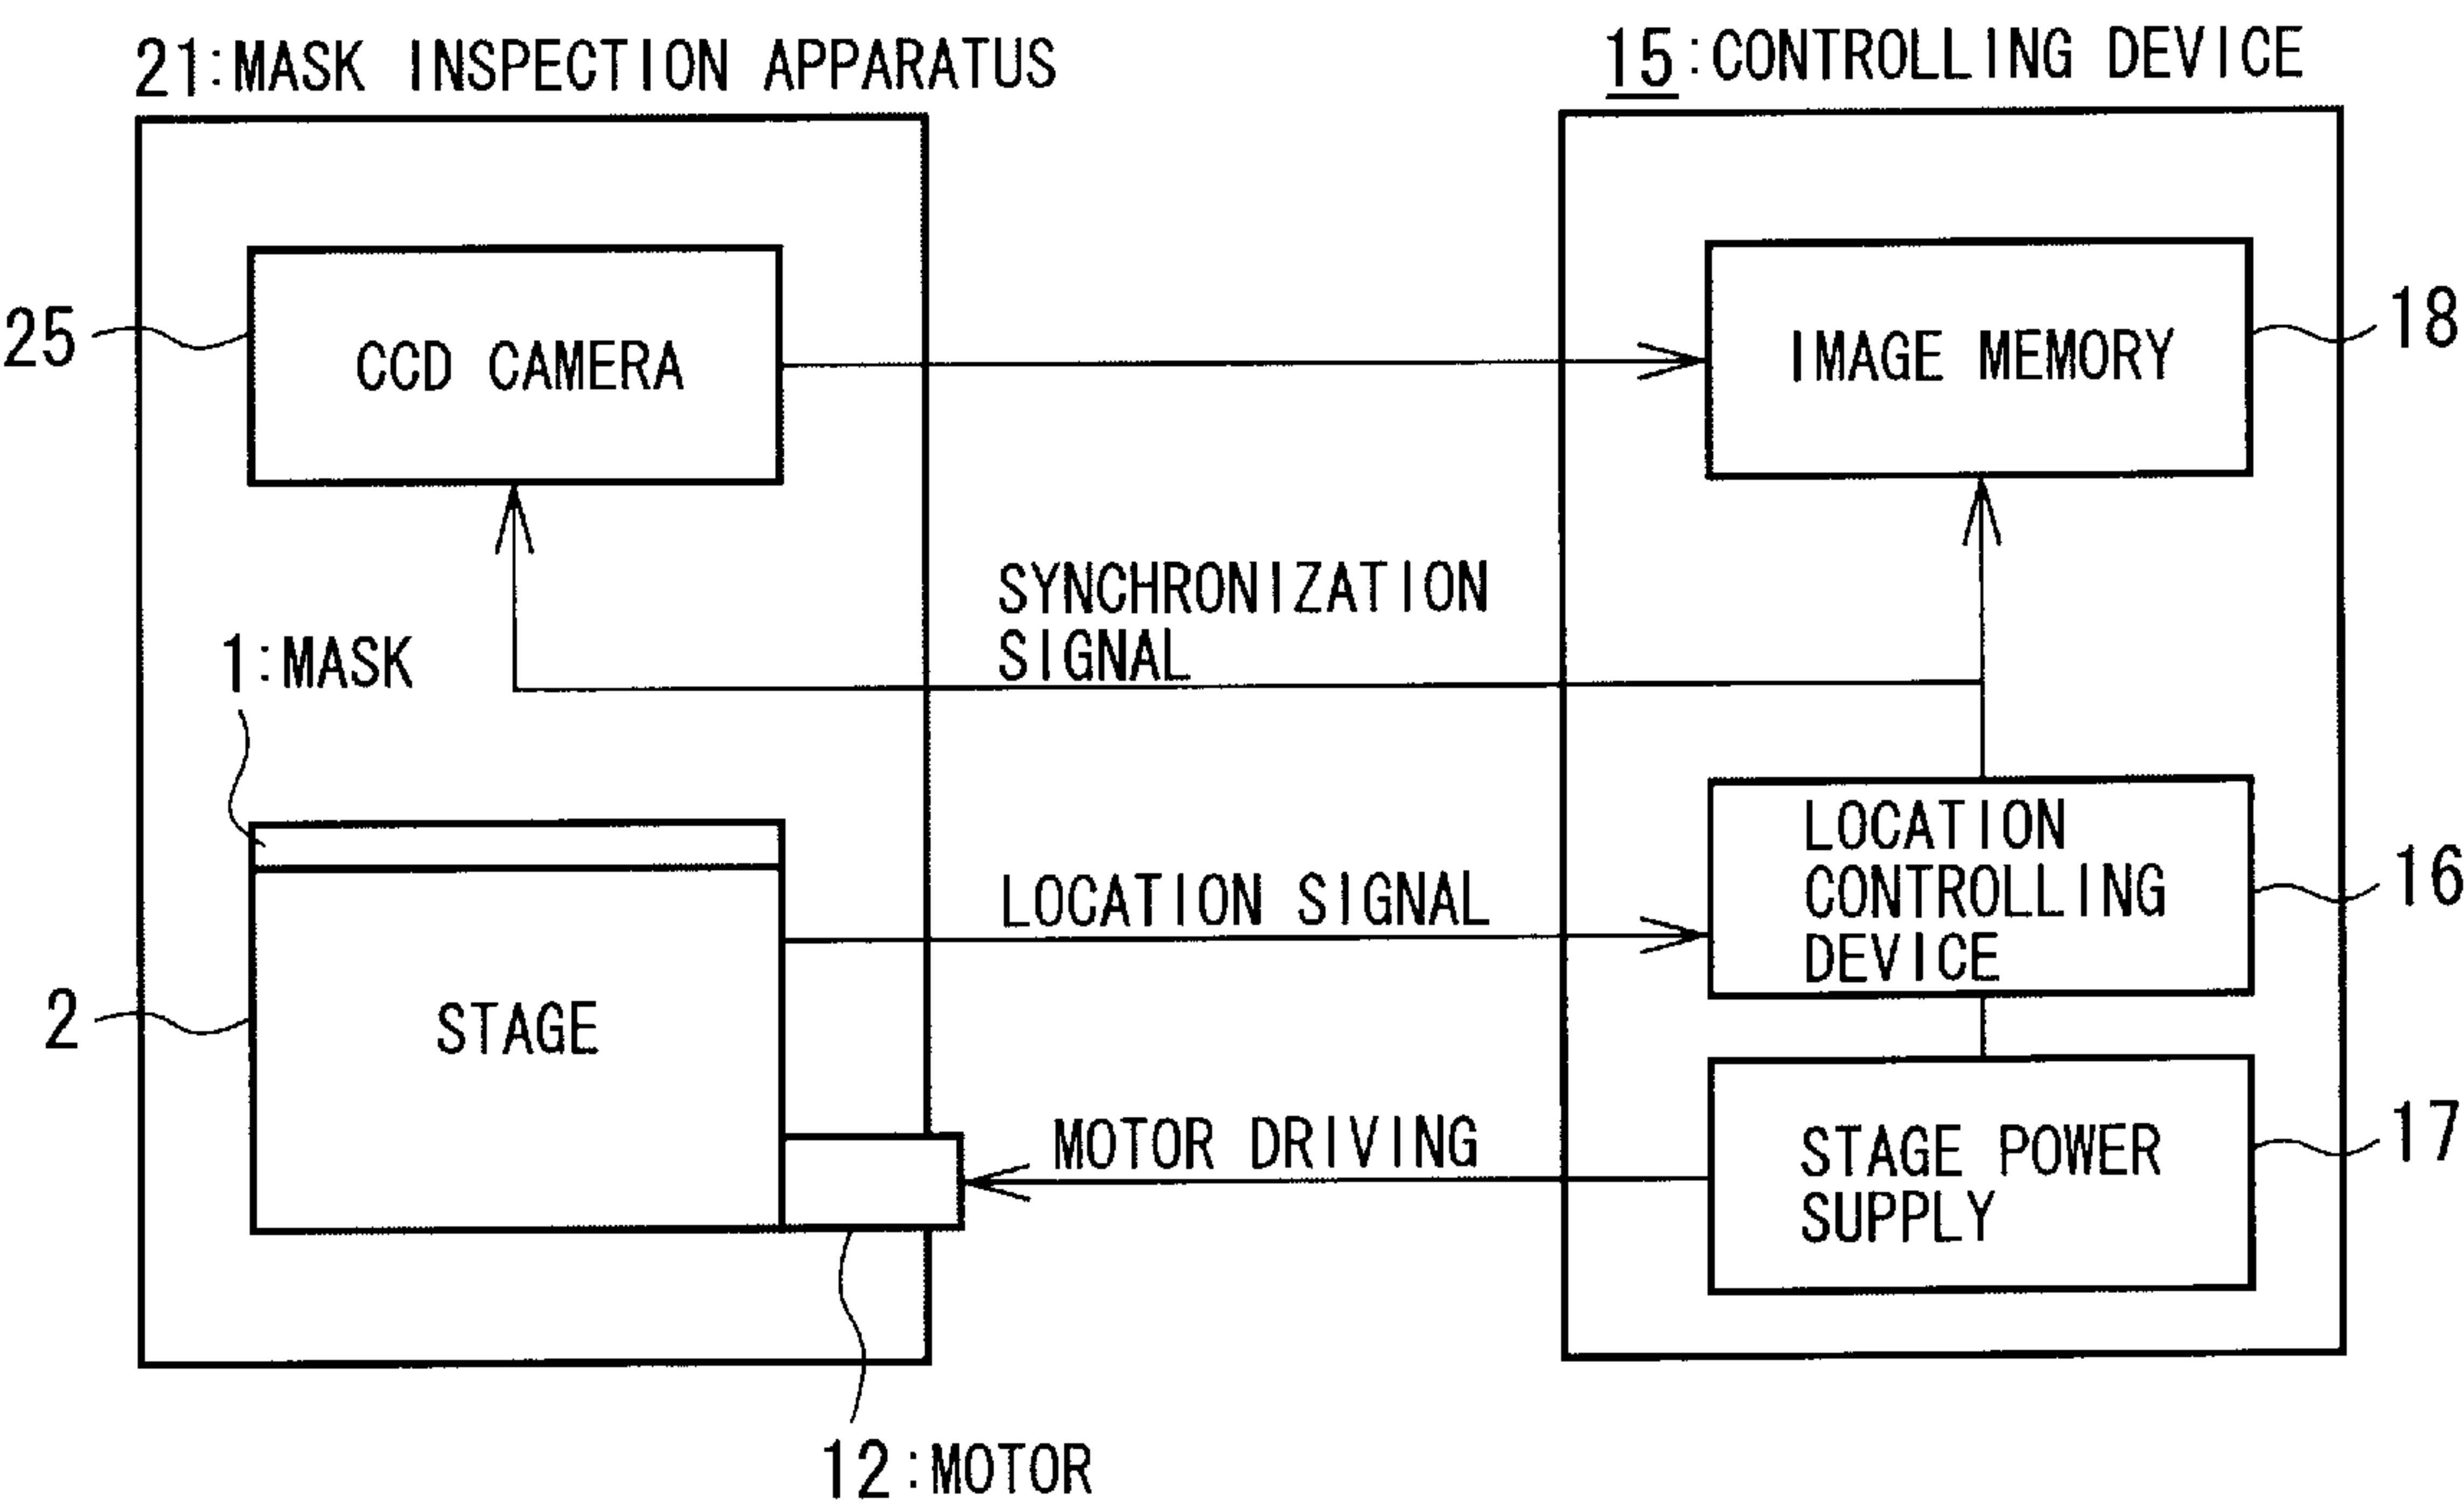 21:MASK INSPECTION APPARATUS
15:CONTROLLING DEVICE
25
CCD CAMERA
IMAGE MEMORY
18
SYNCHRONIZATION
SIGNAL
1:MASK
LOCATION
CONTROLLING
DEVICE
16
LOCATION SIGNAL
2
STAGE
MOTOR DRIVING
STAGE POWER
SUPPLY
17
12:MOTOR